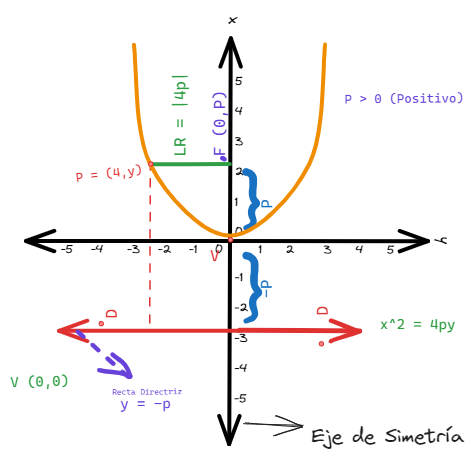 x
P > 0 (Positivo)
LR = |4p|
F (0,P)
P = (4,y)
5
4
3
2
1
0
P
-5 -4 -3 -2 -1 0 1 2 3 4 5
V
-1
-2
-3
-4
-5
-P
D
D
x^2 = 4py
V (0,0)
Recta Directriz
y = -p
Eje de Simetría